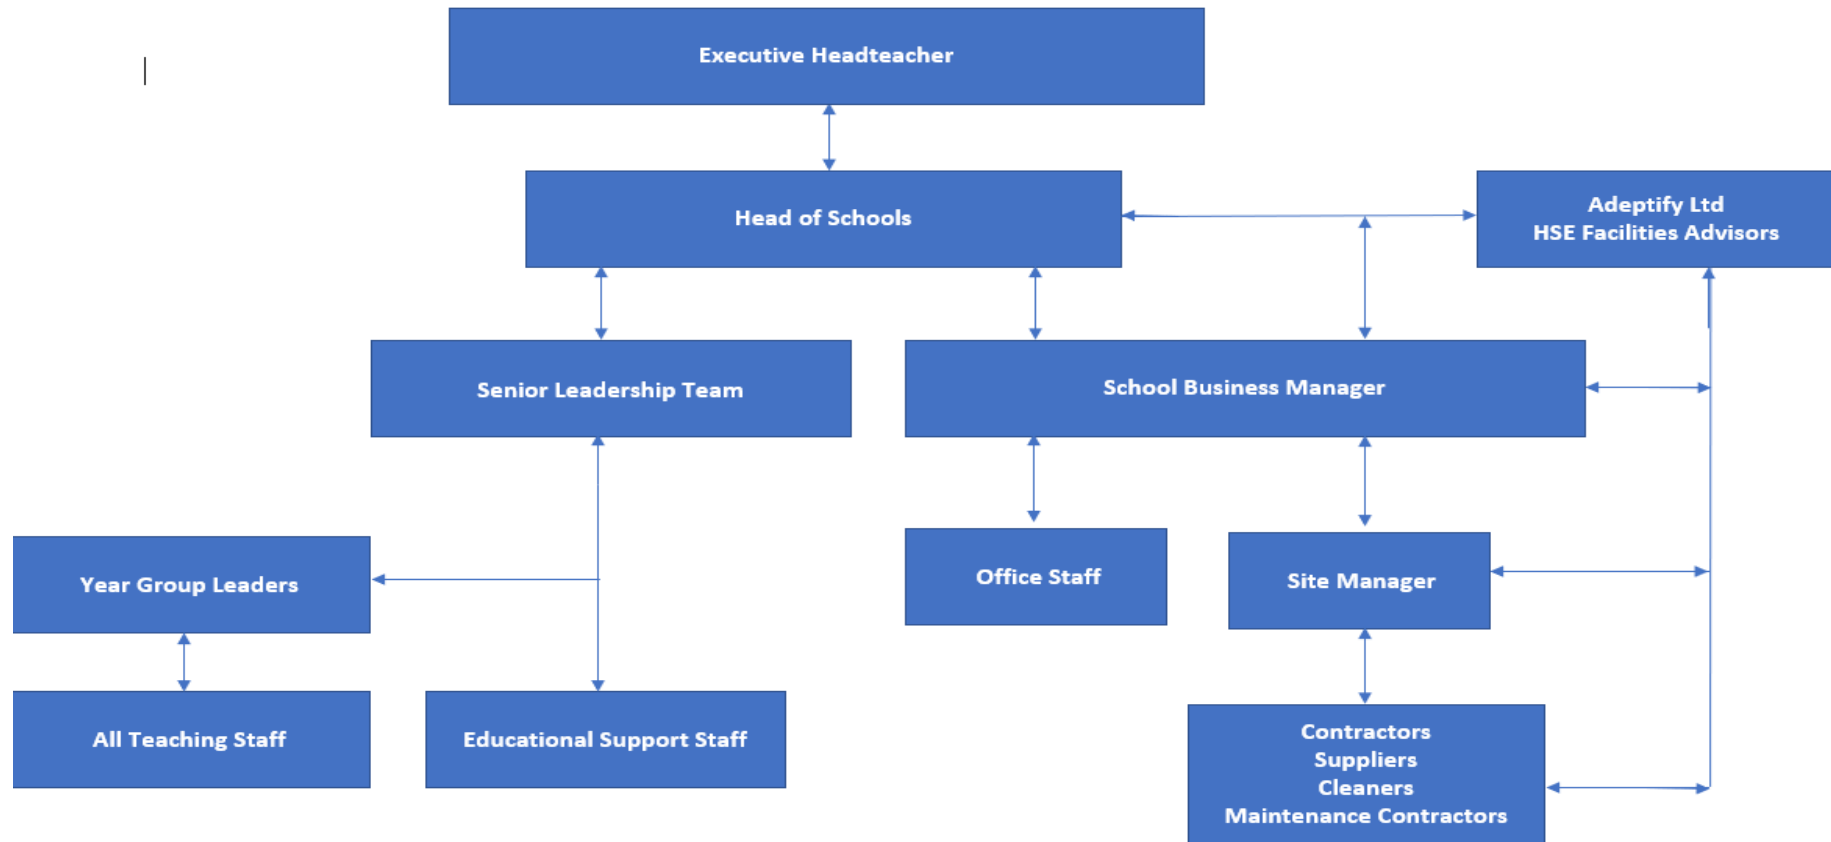 Executive Headteacher
Head of Schools
Adeptify Ltd
HSE Facilities Advisors
Senior Leadership Team
School Business Manager
Year Group Leaders
Office Staff
Site Manager
All Teaching Staff
Educational Support Staff
Contractors
Suppliers
Cleaners
Maintenance Contractors